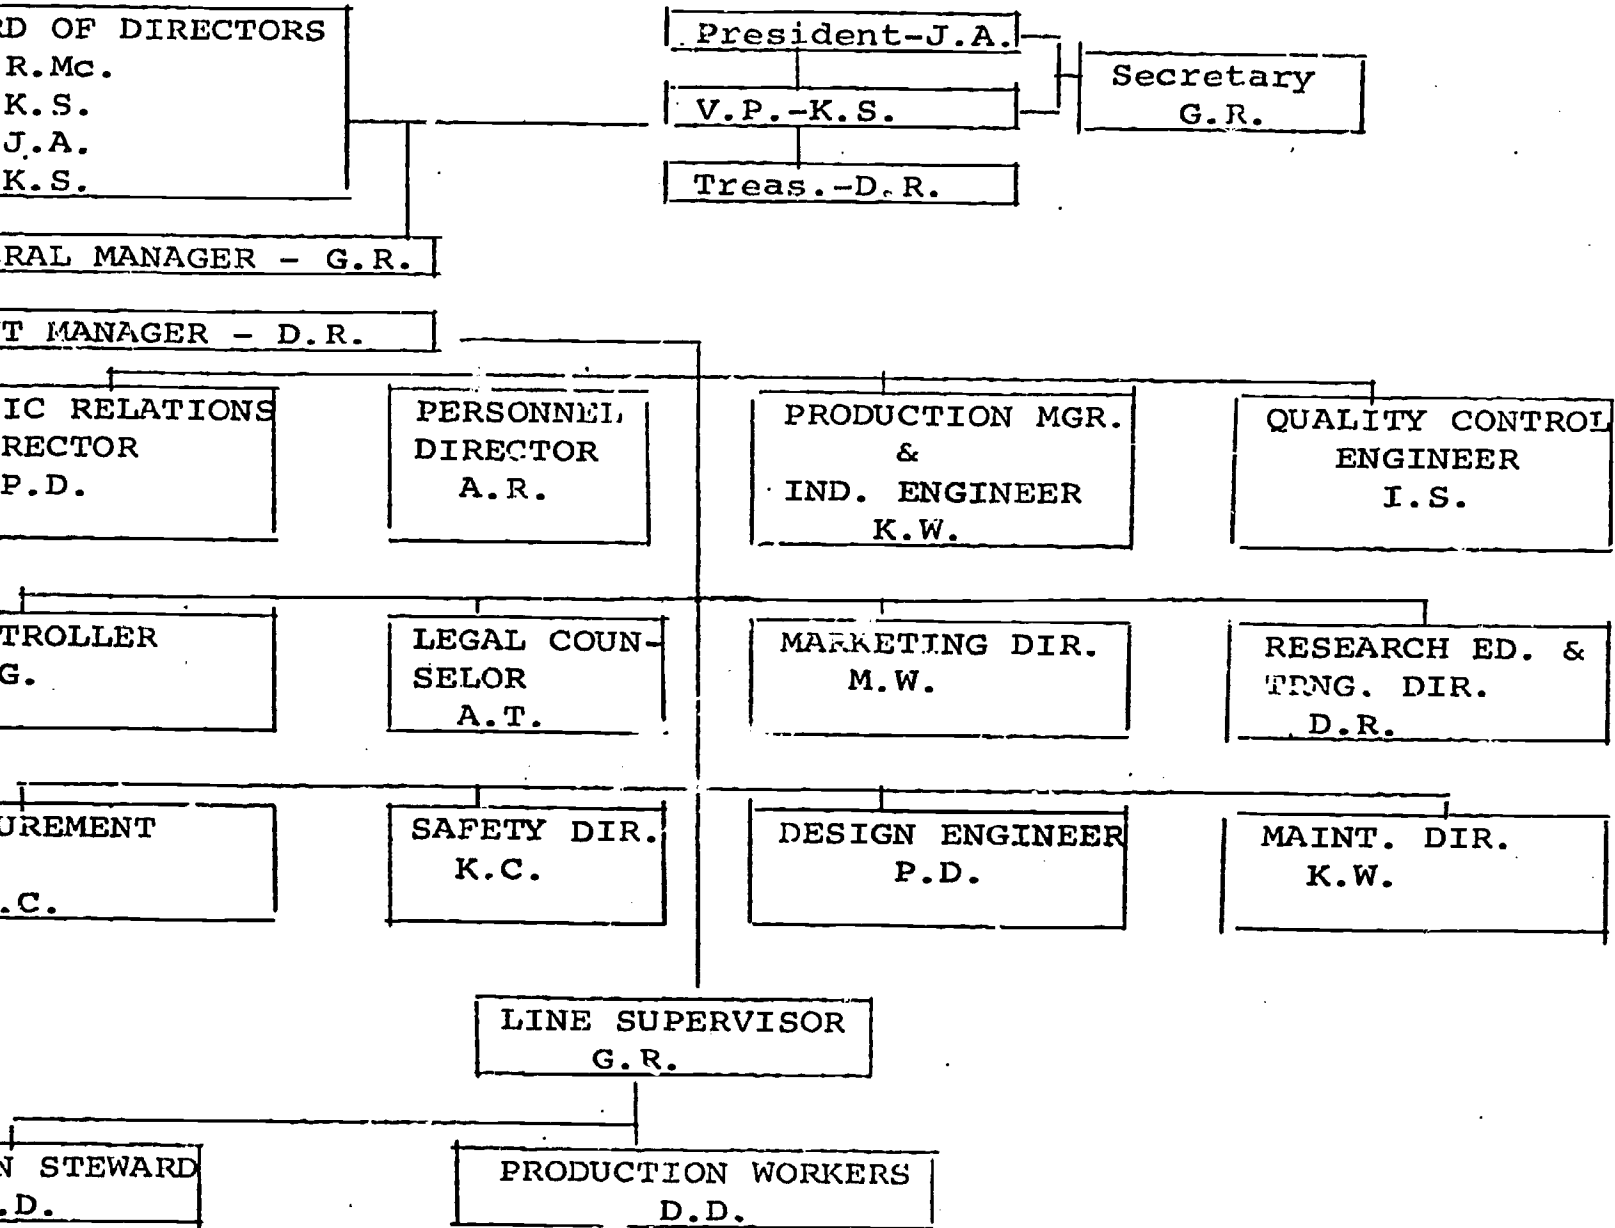 RD OF DIRECTORS
R.Mc.
K.S.
J.A.
K.S.
President-J.A.
V.P.-K.S.
Treas.-D.R.
Secretary
G.R.
RAL MANAGER - G.R.
T MANAGER - D.R.
IC RELATIONS
RECTOR
P.D.
PERSONNEL
DIRECTOR
A.R.
PRODUCTION MGR.
&
IND. ENGINEER
K.W.
QUALITY CONTROL
ENGINEER
I.S.
TROLLER
G.
LEGAL COUN-
SELOR
A.T.
MARKETING DIR.
M.W.
RESEARCH ED. &
TRNG. DIR.
D.R.
UREMENT
.C.
SAFETY DIR.
K.C.
DESIGN ENGINEER
P.D.
MAINT. DIR.
K.W.
LINE SUPERVISOR
G.R.
N STEWARD
.D.
PRODUCTION WORKERS
D.D.